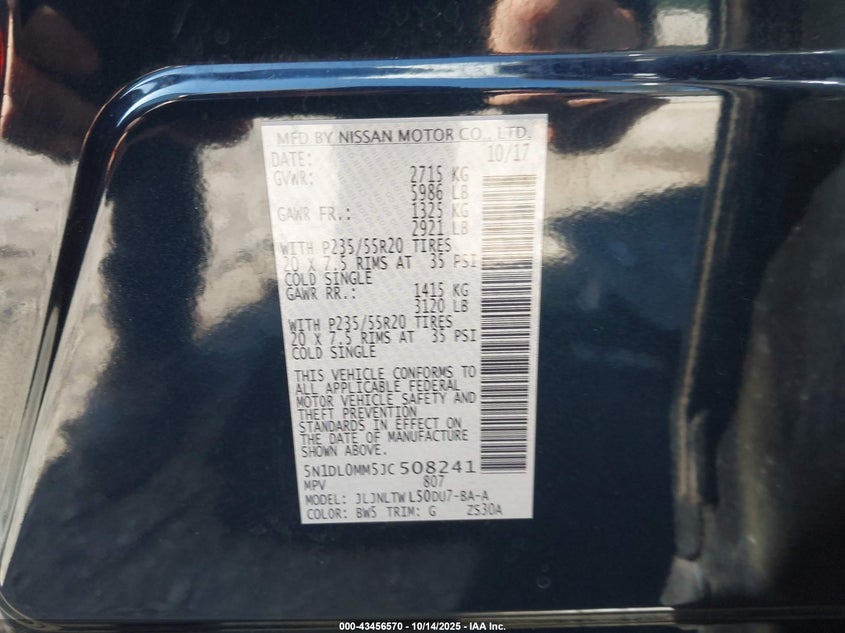 MFD BY NISSAN MOTOR CO., LTD.
DATE: 10/17
GVWR: 2715 KG
5986 LB
GAWR FR.: 1325 KG
2921 LB
WITH P235/55R20 TIRES
20 X 7.5 RIMS AT 35 PSI
COLD SINGLE
GAWR RR.: 1415 KG
3120 LB
WITH P235/55R20 TIRES
20 X 7.5 RIMS AT 35 PSI
COLD SINGLE
THIS VEHICLE CONFORMS TO
ALL APPLICABLE FEDERAL
MOTOR VEHICLE SAFETY AND
THEFT PREVENTION
STANDARDS IN EFFECT ON
THE DATE OF MANUFACTURE
SHOWN ABOVE.
5N1DL0MM5JC508241
MPV 807
MODEL: JLJNLTWL50DU7-BA-A
COLOR: BW5 TRIM: G ZS30A
000-43456570 - 10/14/2025 - IAA Inc.